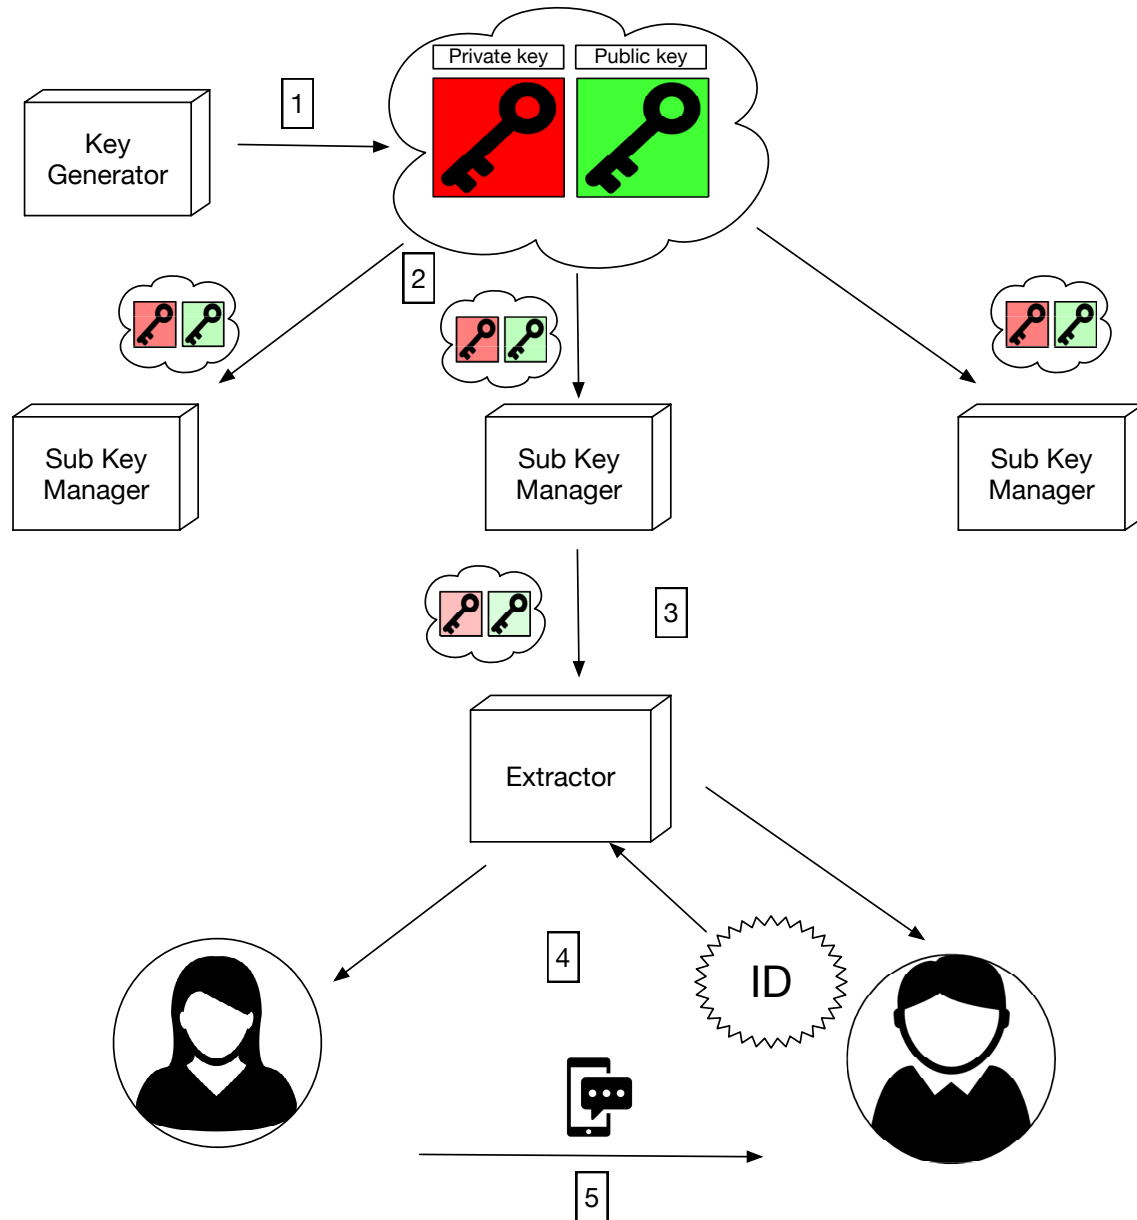 Private key
Public key
1
Key
Generator
2
Sub Key
Manager
Sub Key
Manager
Sub Key
Manager
3
Extractor
4
ID
5